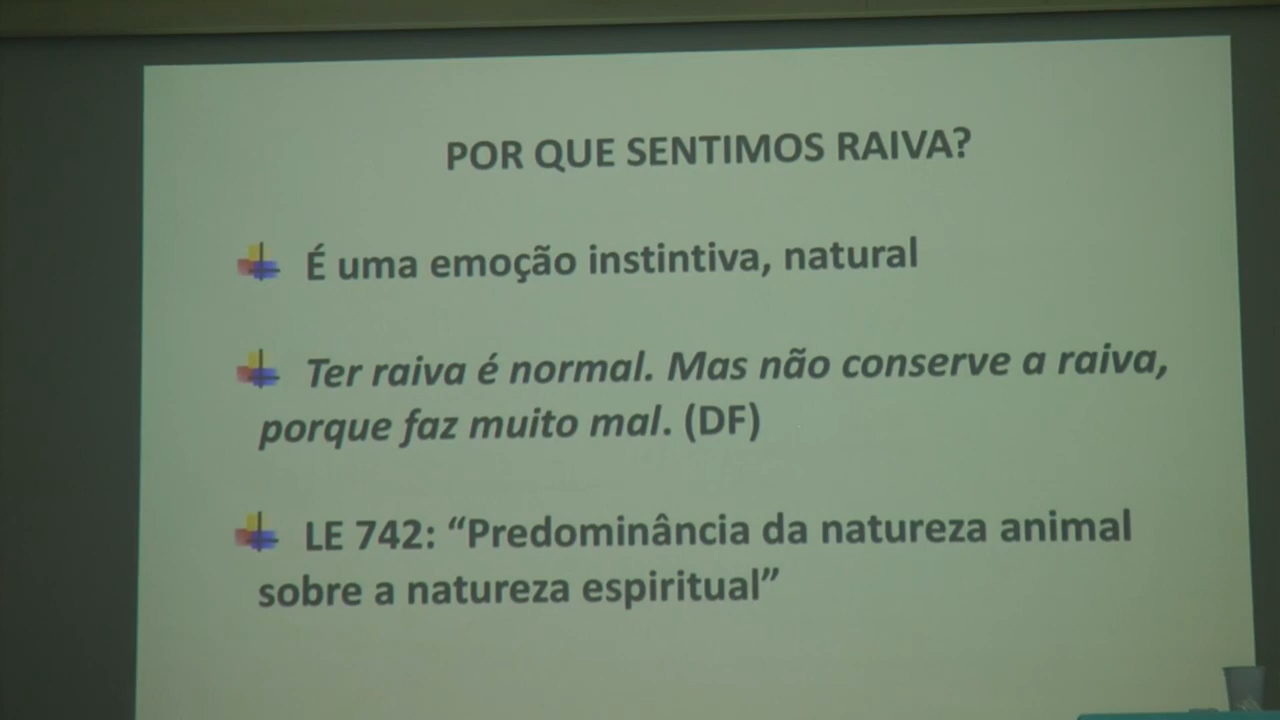 POR QUE SENTIMOS RAIVA?
É uma emoção instintiva, natural
Ter raiva é normal. Mas não conserve a raiva,
porque faz muito mal. (DF)
LE 742: “Predominância da natureza animal
sobre a natureza espiritual”